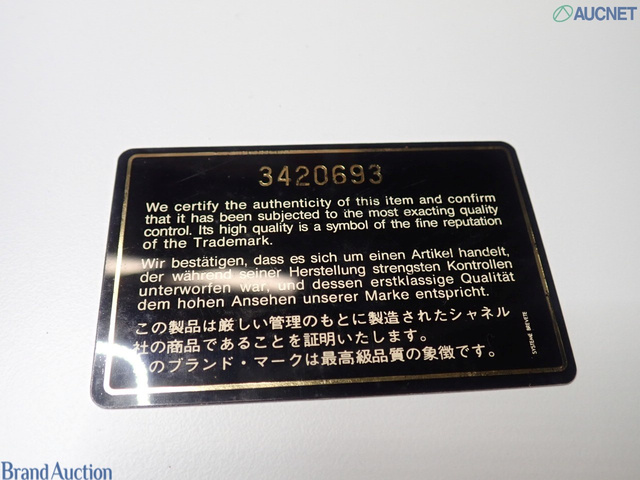 AUCNET
3420693
We certify the authenticity of this item and confirm
that it has been subjected to the most exacting quality
control. Its high quality is a symbol of the fine reputation
of the Trademark.
Wir bestätigen, dass es sich um einen Artikel handelt,
der während seiner Herstellung strengsten Kontrollen
unterworfen war, und dessen erstklassige Qualität
dem hohen Ansehen unserer Marke entspricht.
この製品は厳しい管理のもとに製造されたシャネル
社の商品であることを証明いたします。
このブランド・マークは最高級品質の象徴です。
SYSTEME BREVETE
Brand Auction